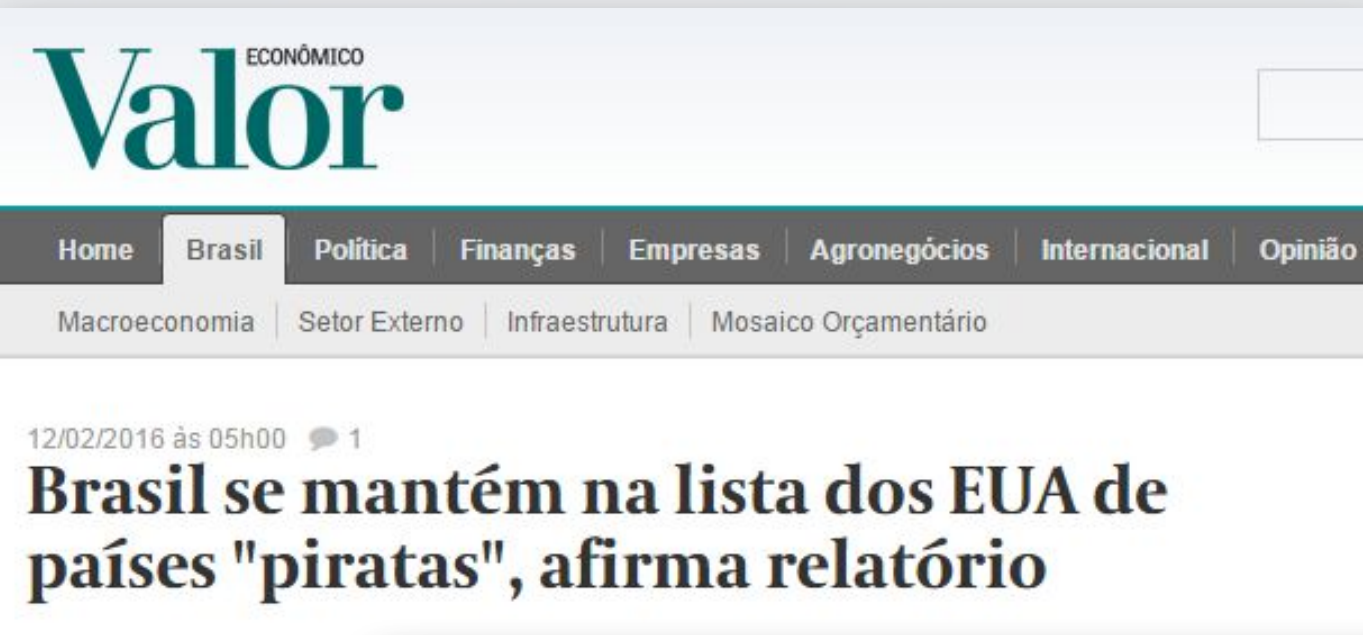 ECONÔMICO
Valor
Home Brasil Política Finanças Empresas Agronegócios Internacional Opinião
Macroeconomia Setor Externo Infraestrutura Mosaico Orçamentário
12/02/2016 às 05h00 1
Brasil se mantém na lista dos EUA de
países "piratas", afirma relatório